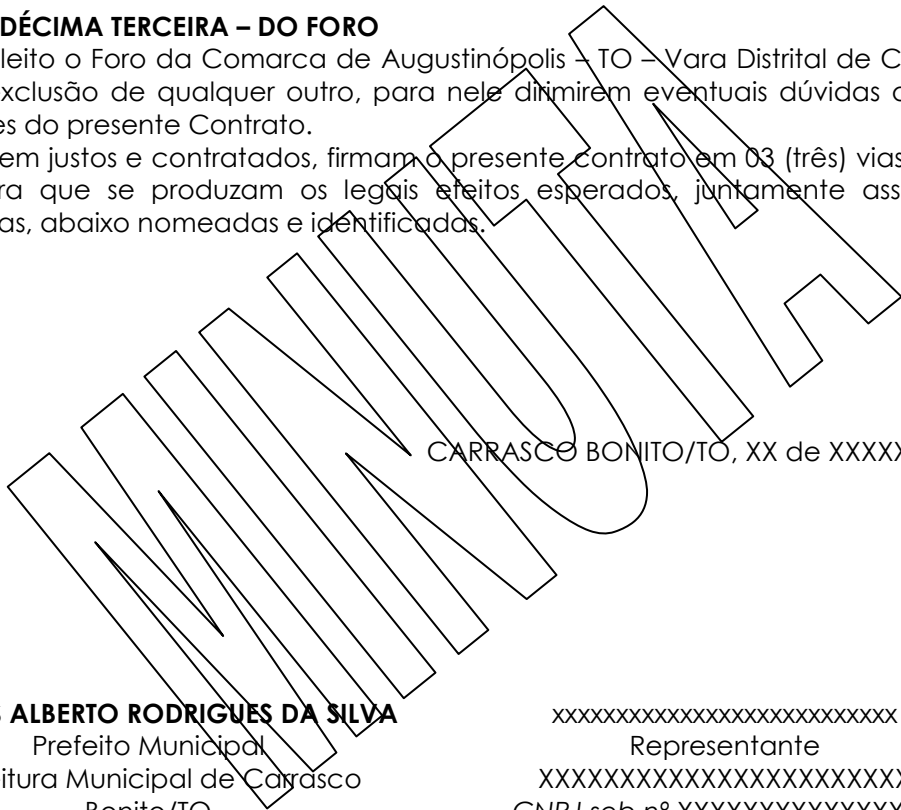 DÉCIMA TERCEIRA – DO FORO
leito o Foro da Comarca de Augustinópolis – TO – Vara Distrital de C
xclusão de qualquer outro, para nele dirimirem eventuais dúvidas
es do presente Contrato.
em justos e contratados, firmam o presente contrato em 03 (três) vias
ra que se produzam os legais efeitos esperados, juntamente ass
as, abaixo nomeadas e identificadas.
MINUTA
CARRASCO BONITO/TO, XX de XXXXX
S ALBERTO RODRIGUES DA SILVA
Prefeito Municipal
eitura Municipal de Carrasco
Bonito/TO
xxxxxxxxxxxxxxxxxxxxxxxxxxx
Representante
XXXXXXXXXXXXXXXXXXXXXXX
CNPJ sob nº XXXXXXXXXXXXXXX